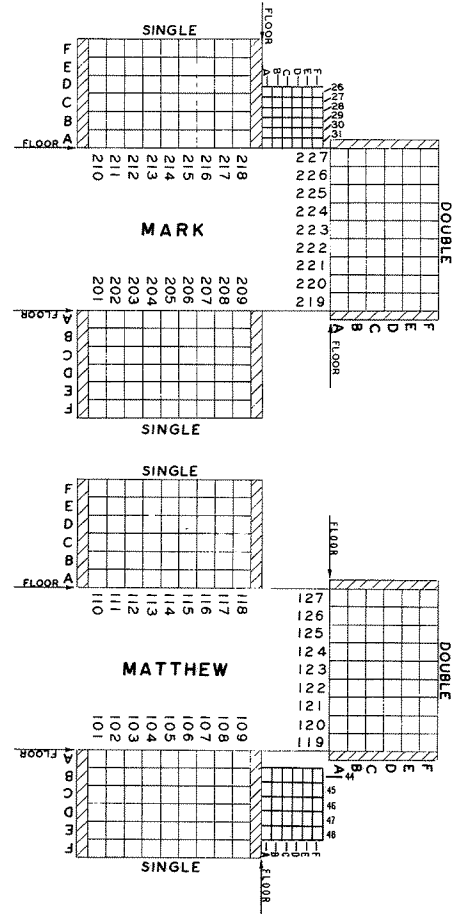 SINGLE
FLOOR
F
E
D
C
B
A
FLOOR
A B C D E F
26
27
28
29
30
31
210 211 212 213 214 215 216 217 218
227
226
225
224
223
222
221
220
219
DOUBLE
MARK
201 202 203 204 205 206 207 208 209
FLOOR
A
B
C
D
E
F
A B C D E F
FLOOR
SINGLE
SINGLE
F
E
D
C
B
A
FLOOR
FLOOR
110 111 112 113 114 115 116 117 118
127
126
125
124
123
122
121
120
119
DOUBLE
MATTHEW
101 102 103 104 105 106 107 108 109
FLOOR
A
B
C
D
E
F
A B C D E F
44
45
46
47
48
A B C D E F
SINGLE
FLOOR